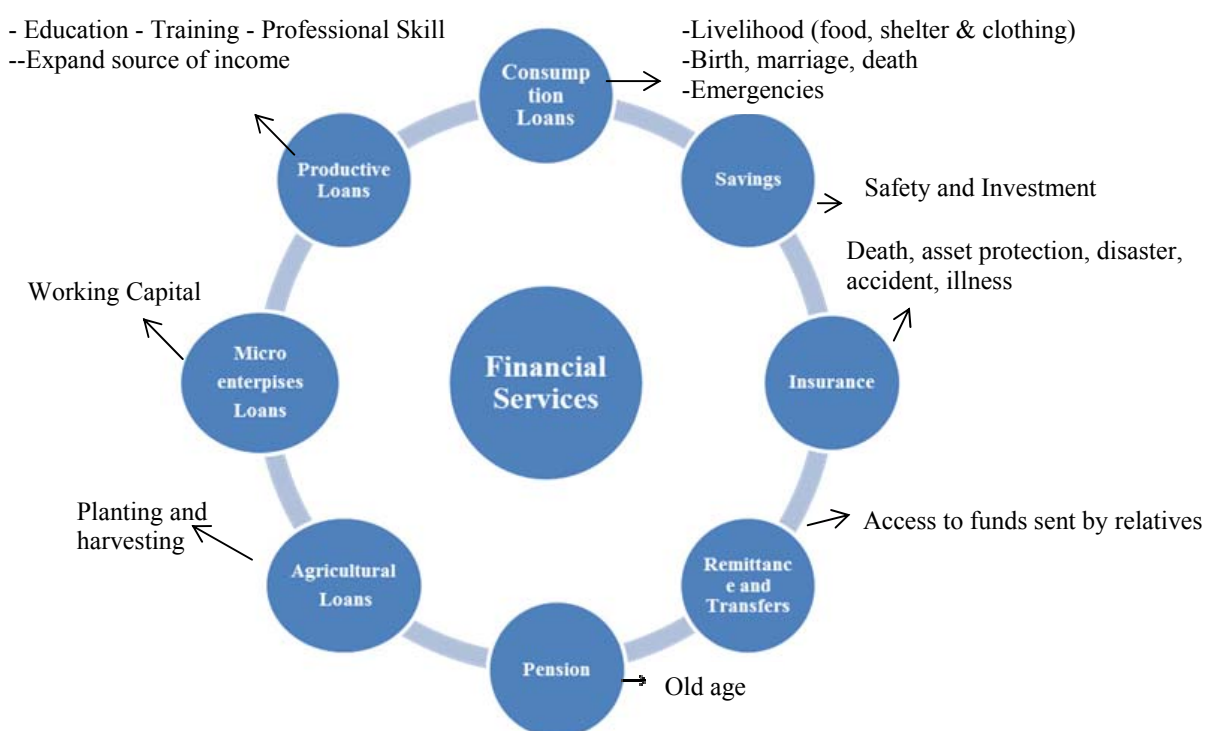 - Education - Training - Professional Skill
--Expand source of income
-Livelihood (food, shelter & clothing)
-Birth, marriage, death
-Emergencies
Consump
tion
Loans
Productive
Loans
Savings
Safety and Investment
Death, asset protection, disaster,
accident, illness
Working Capital
Micro
enterpises
Loans
Financial
Services
Insurance
Planting and
harvesting
Access to funds sent by relatives
Agricultural
Loans
Remittanc
e and
Transfers
Pension
Old age